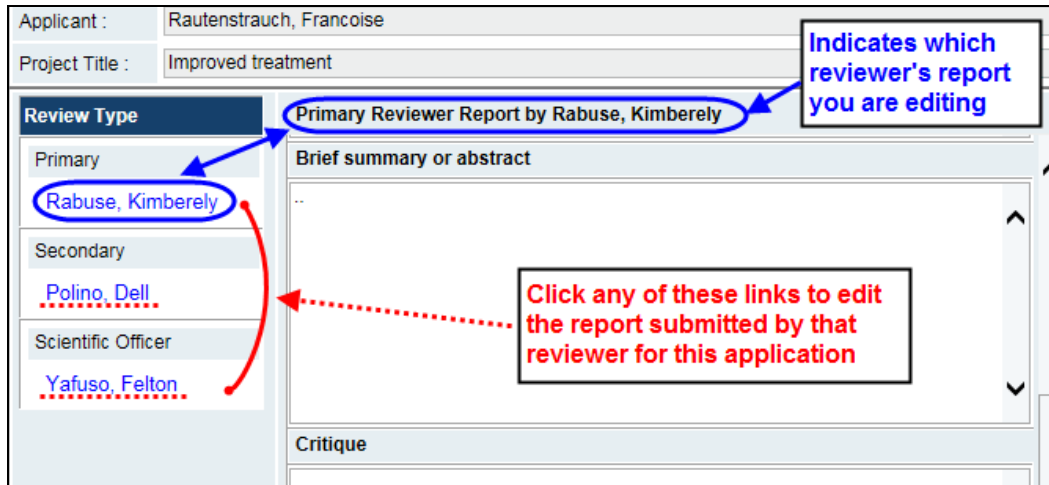 Applicant :
Rautenstrauch, Francoise
Project Title :
Improved treatment
Indicates which
reviewer's report
you are editing
Review Type
Primary Reviewer Report by Rabuse, Kimberely
Primary
Brief summary or abstract
Rabuse, Kimberely
..
Secondary
Polino, Dell
Click any of these links to edit
the report submitted by that
reviewer for this application
Scientific Officer
Yafuso, Felton
Critique